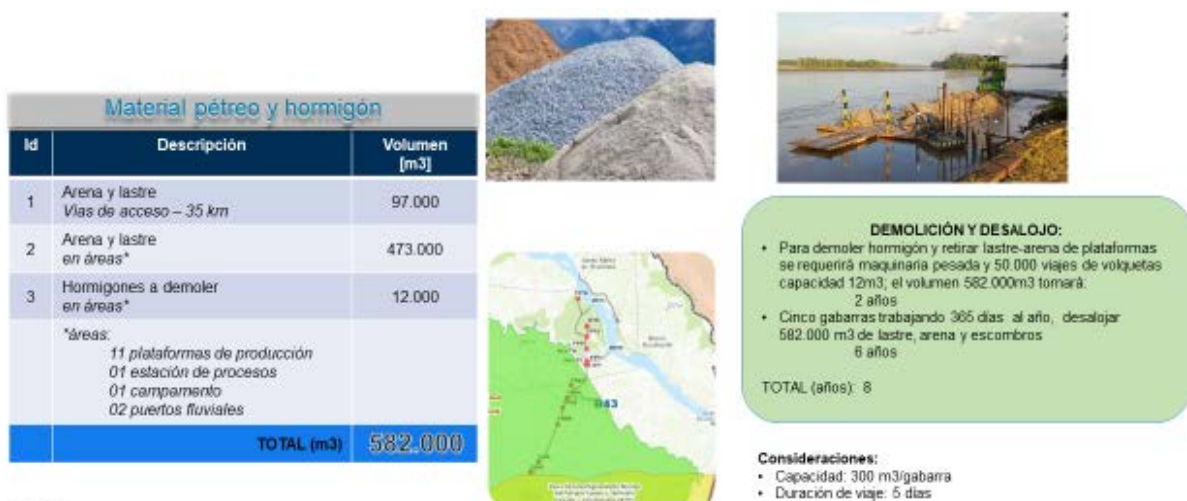 Material pétreo y hormigón
Id Descripción Volumen [m3]
1 Arena y lastre 97.000
Vías de acceso – 35 km
2 Arena y lastre 473.000
en áreas*
3 Hormigones a demoler 12.000
en áreas*
*áreas:
11 plataformas de producción
01 estación de procesos
01 campamento
02 puertos fluviales
TOTAL (m3) 582.000
B43
DEMOLICIÓN Y DESALOJO:
• Para demoler hormigón y retirar lastre-arena de plataformas
se requerirá maquinaria pesada y 50.000 viajes de volquetas
capacidad 12m3; el volumen 582.000m3 tomará:
2 años
• Cinco gabarras trabajando 365 días al año, desalojar
582.000 m3 de lastre, arena y escombros
6 años
TOTAL (años): 8
Consideraciones:
• Capacidad: 300 m3/gabarra
• Duración de viaje: 5 días